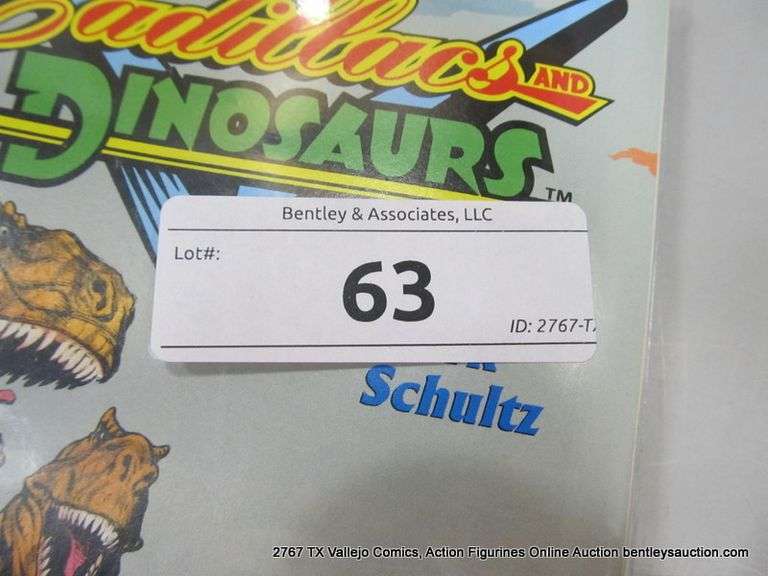 Cadillacs AND
DINOSAURS
TM
Bentley & Associates, LLC
Lot#:
63
ID: 2767-T
Schultz
2767 TX Vallejo Comics, Action Figurines Online Auction bentleysauction.com